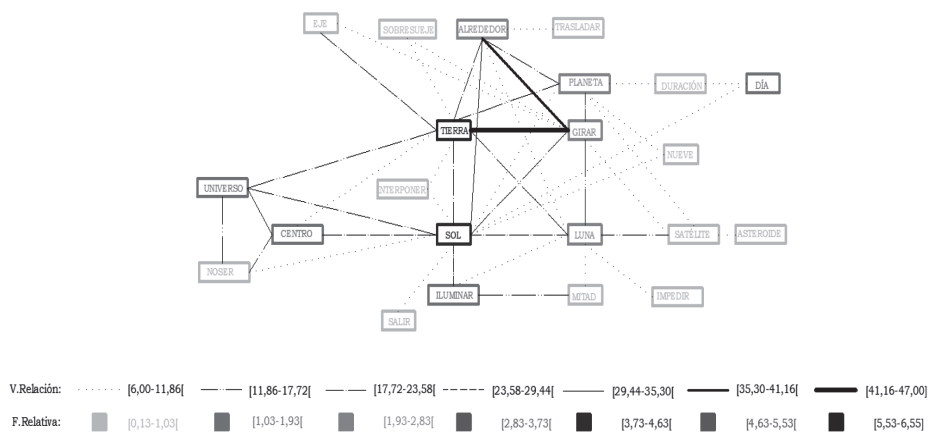 EJE
SOBRESUEJE
ALREDEDOR
TRASLADAR
PLANETA
DURACIÓN
DÍA
TIERRA
GIRAR
NUEVE
UNIVERSO
INTERPONER
CENTRO
SOL
LUNA
SATÉLITE
ASTEROIDE
NOSER
ILUMINAR
MITAD
IMPEDIR
SALIR
V.Relación: [6,00-11,86[ [11,86-17,72[ [17,72-23,58[ [23,58-29,44[ [29,44-35,30[ [35,30-41,16[ [41,16-47,00]
F.Relativa: [0,13-1,03[ [1,03-1,93[ [1,93-2,83[ [2,83-3,73[ [3,73-4,63[ [4,63-5,53[ [5,53-6,55]